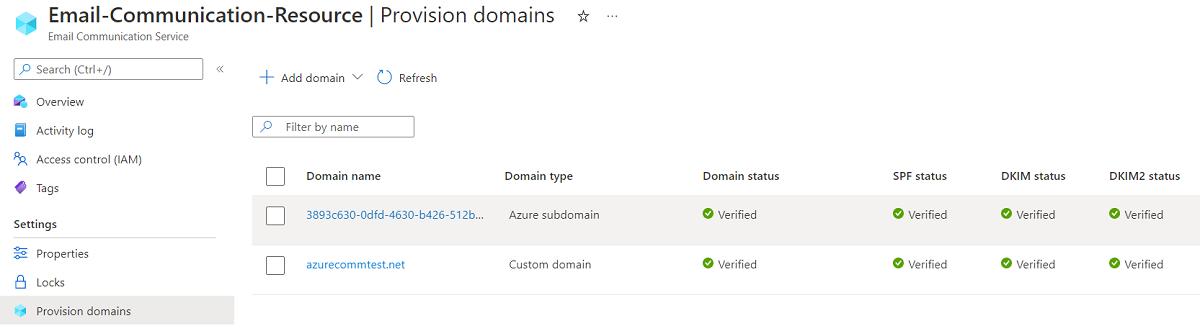 Email-Communication-Resource | Provision domains
Email Communication Service
Search (Ctrl+/)
Overview
Activity log
Access control (IAM)
Tags
Settings
Properties
Locks
Provision domains
Add domain Refresh
Filter by name
Domain name Domain type Domain status SPF status DKIM status DKIM2 status
3893c630-0dfd-4630-b426-512b... Azure subdomain Verified Verified Verified Verified
azurecommtest.net Custom domain Verified Verified Verified Verified